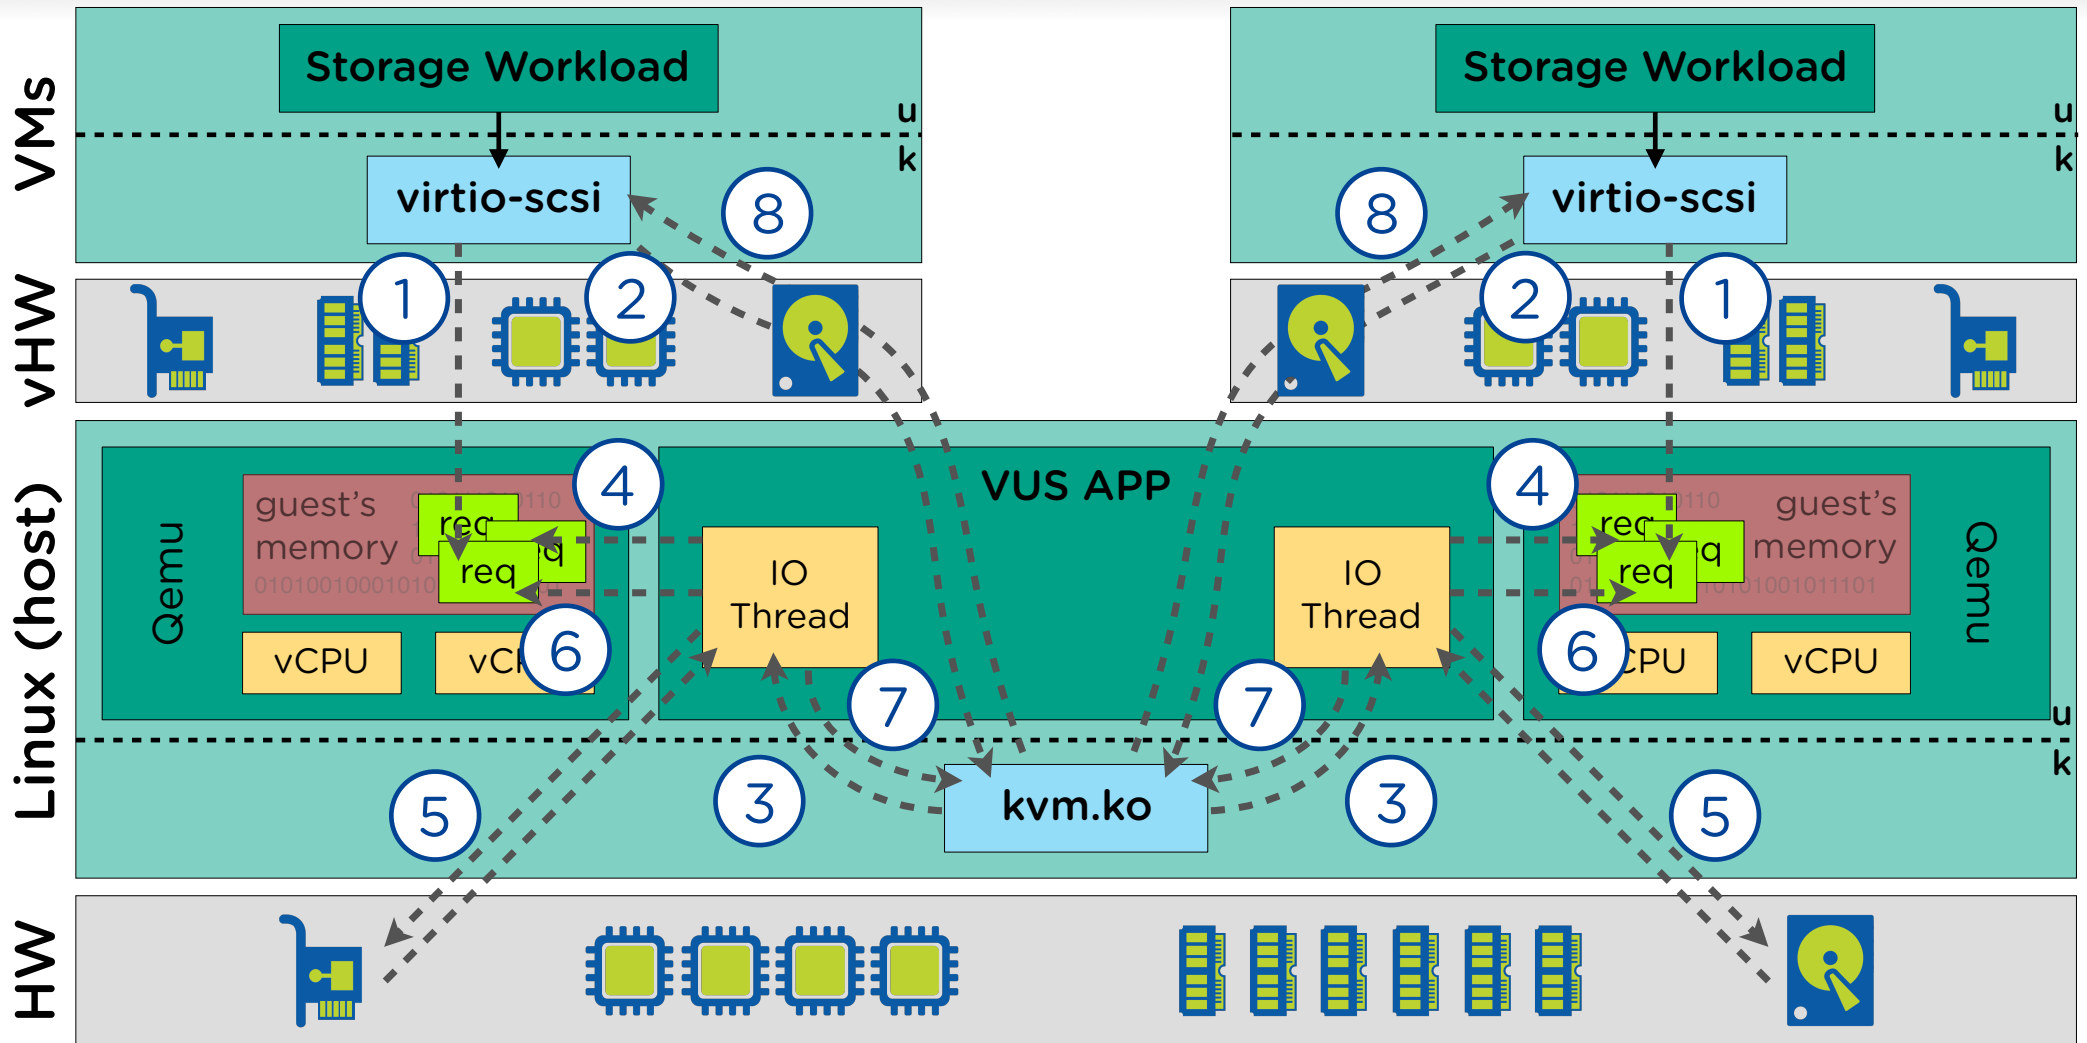 VMs
Storage Workload
Storage Workload
u
u
k
k
virtio-scsi
virtio-scsi
8
8
vHW
1
2
2
1
Linux (host)
Qemu
guest's
memory
req
req
req
4
VUS APP
4
req
req
req
guest's
memory
Qemu
IO
Thread
IO
Thread
vCPU
6
7
7
6
vCPU
u
k
5
3
kvm.ko
3
5
HW